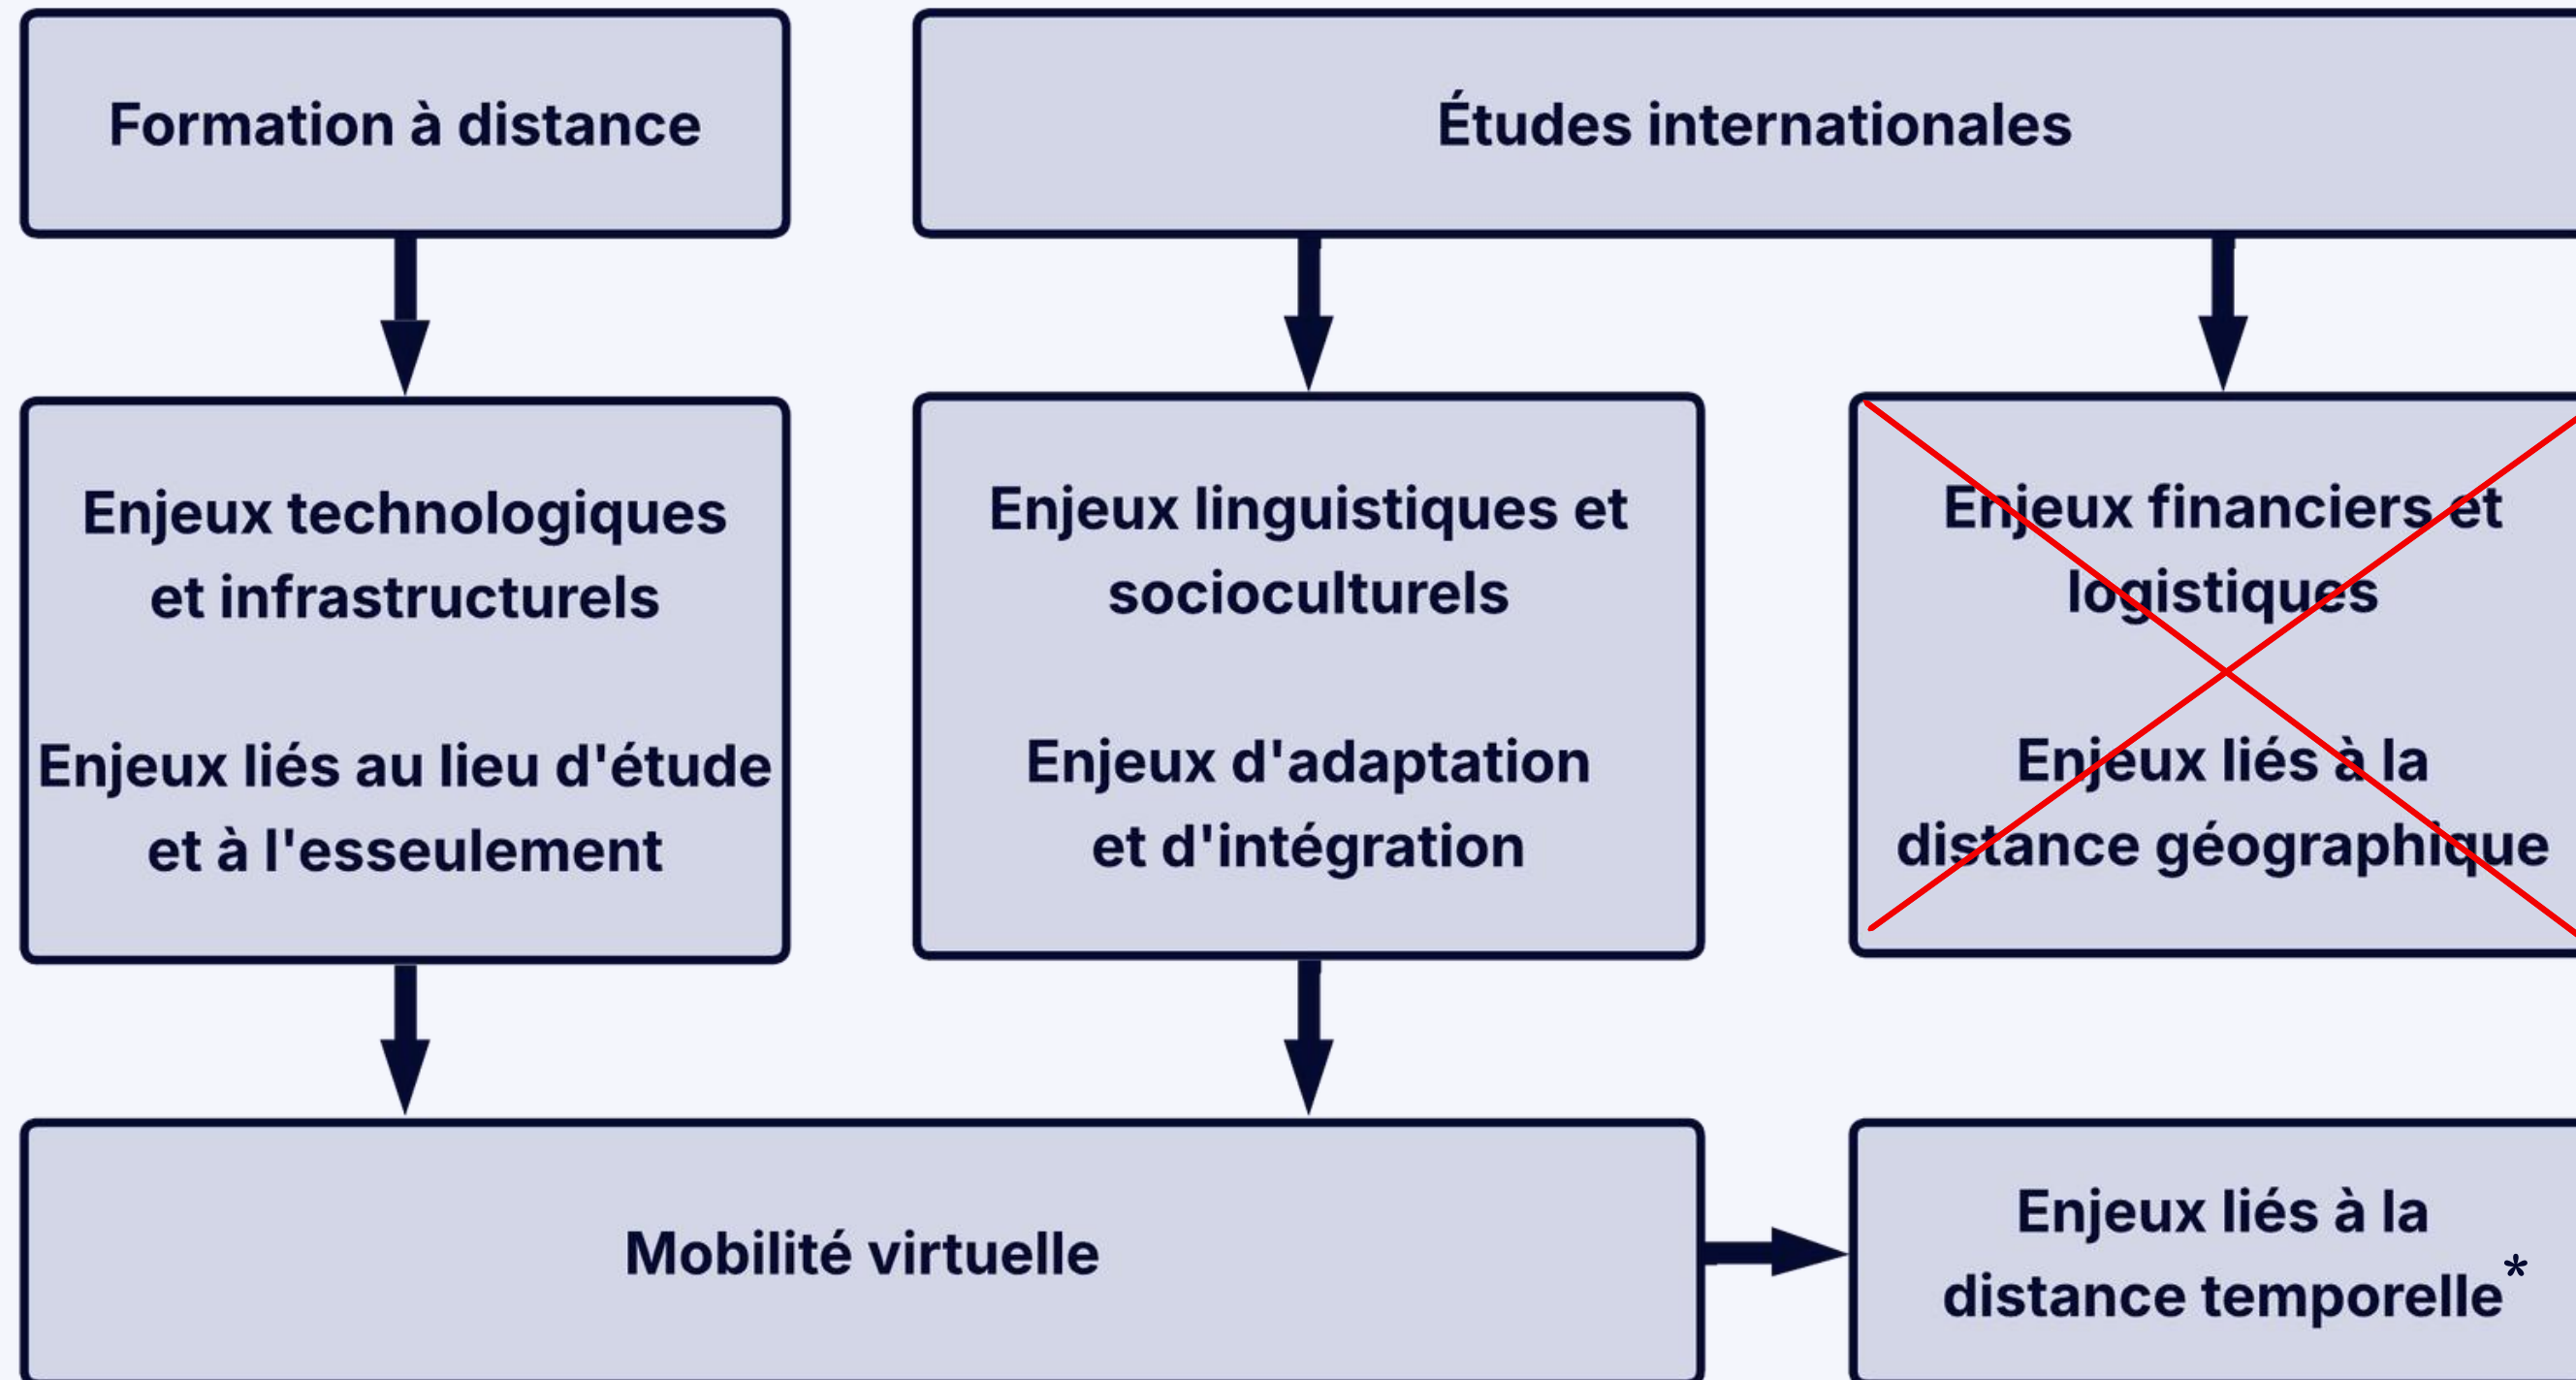 Formation à distance
Études internationales
Enjeux technologiques
et infrastructurels
Enjeux liés au lieu d'étude
et à l'esseulement
Enjeux linguistiques et
socioculturels
Enjeux d'adaptation
et d'intégration
Enjeux financiers et
logistiques
Enjeux liés à la
distance géographique
Mobilité virtuelle
Enjeux liés à la
distance temporelle*